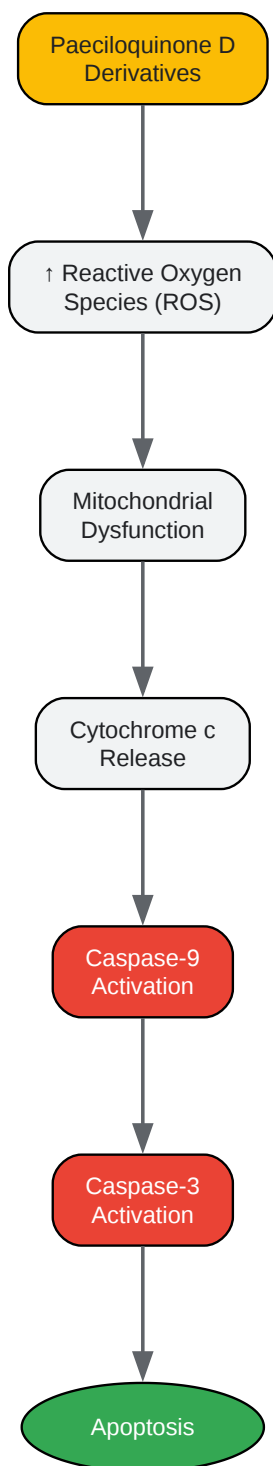 Paeciloquinone D
Derivatives
↑ Reactive Oxygen
Species (ROS)
Mitochondrial
Dysfunction
Cytochrome c
Release
Caspase-9
Activation
Caspase-3
Activation
Apoptosis